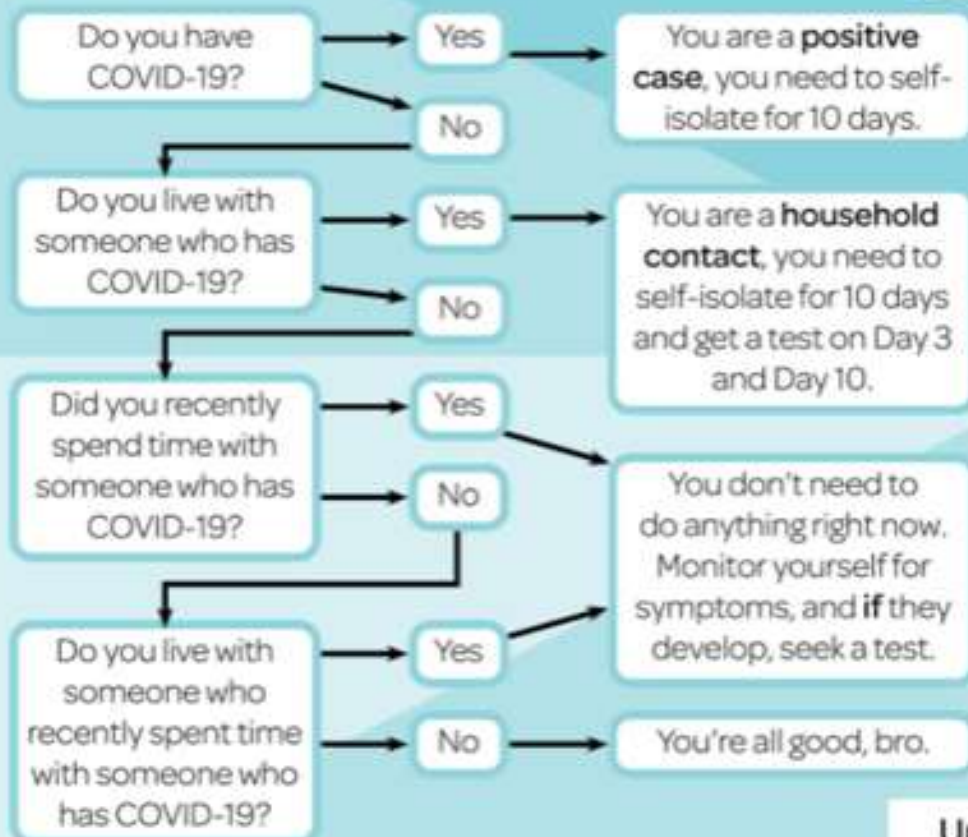 Do you have
COVID-19?
Yes
You are a positive
case, you need to self-
isolate for 10 days.
No
Do you live with
someone who has
COVID-19?
Yes
You are a household
contact, you need to
self-isolate for 10 days
and get a test on Day 3
and Day 10.
No
Did you recently
spend time with
someone who has
COVID-19?
Yes
No
You don't need to
do anything right now.
Monitor yourself for
symptoms, and if they
develop, seek a test.
Do you live with
someone who
recently spent time
with someone who
has COVID-19?
Yes
No
You're all good, bro.